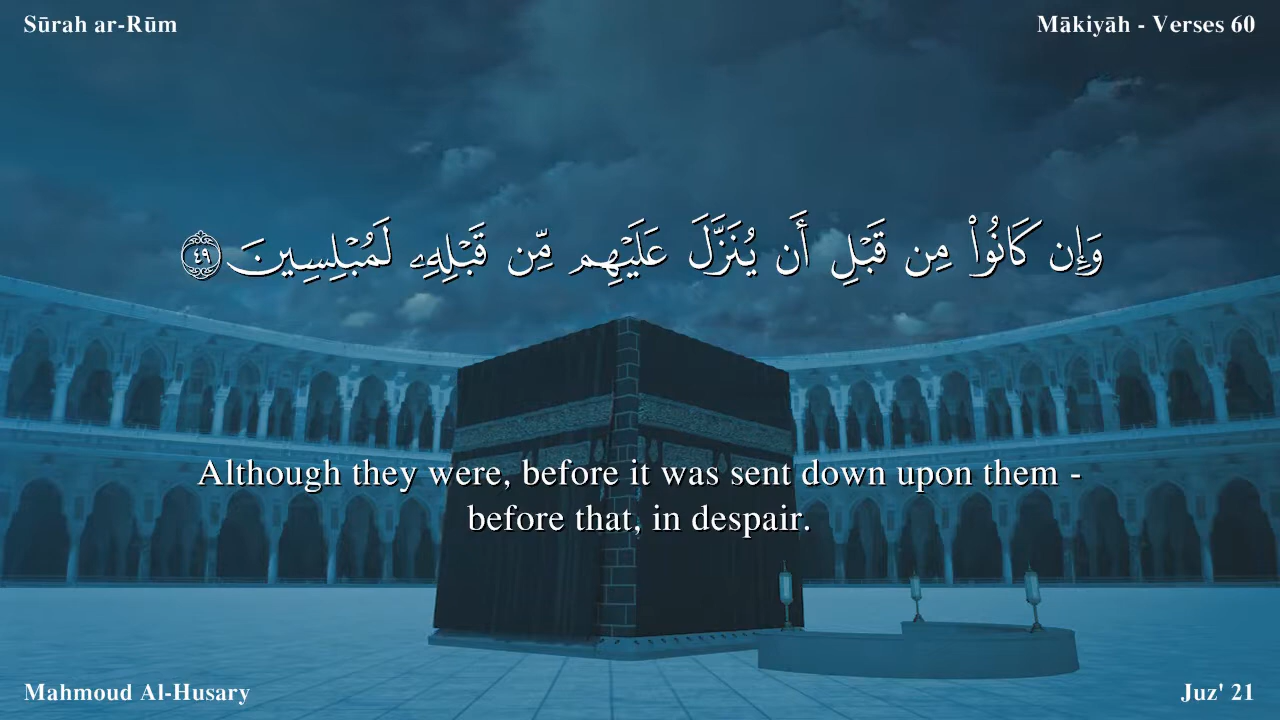 Sūrah ar-Rūm
Mākiyāh - Verses 60
وَإِن كَانُوا۟ مِن قَبْلِ أَن يُنَزَّلَ عَلَيْهِم مِّن قَبْلِهِۦ لَمُبْلِسِينَ ٤٩
Although they were, before it was sent down upon them -
before that, in despair.
Mahmoud Al-Husary
Juz' 21